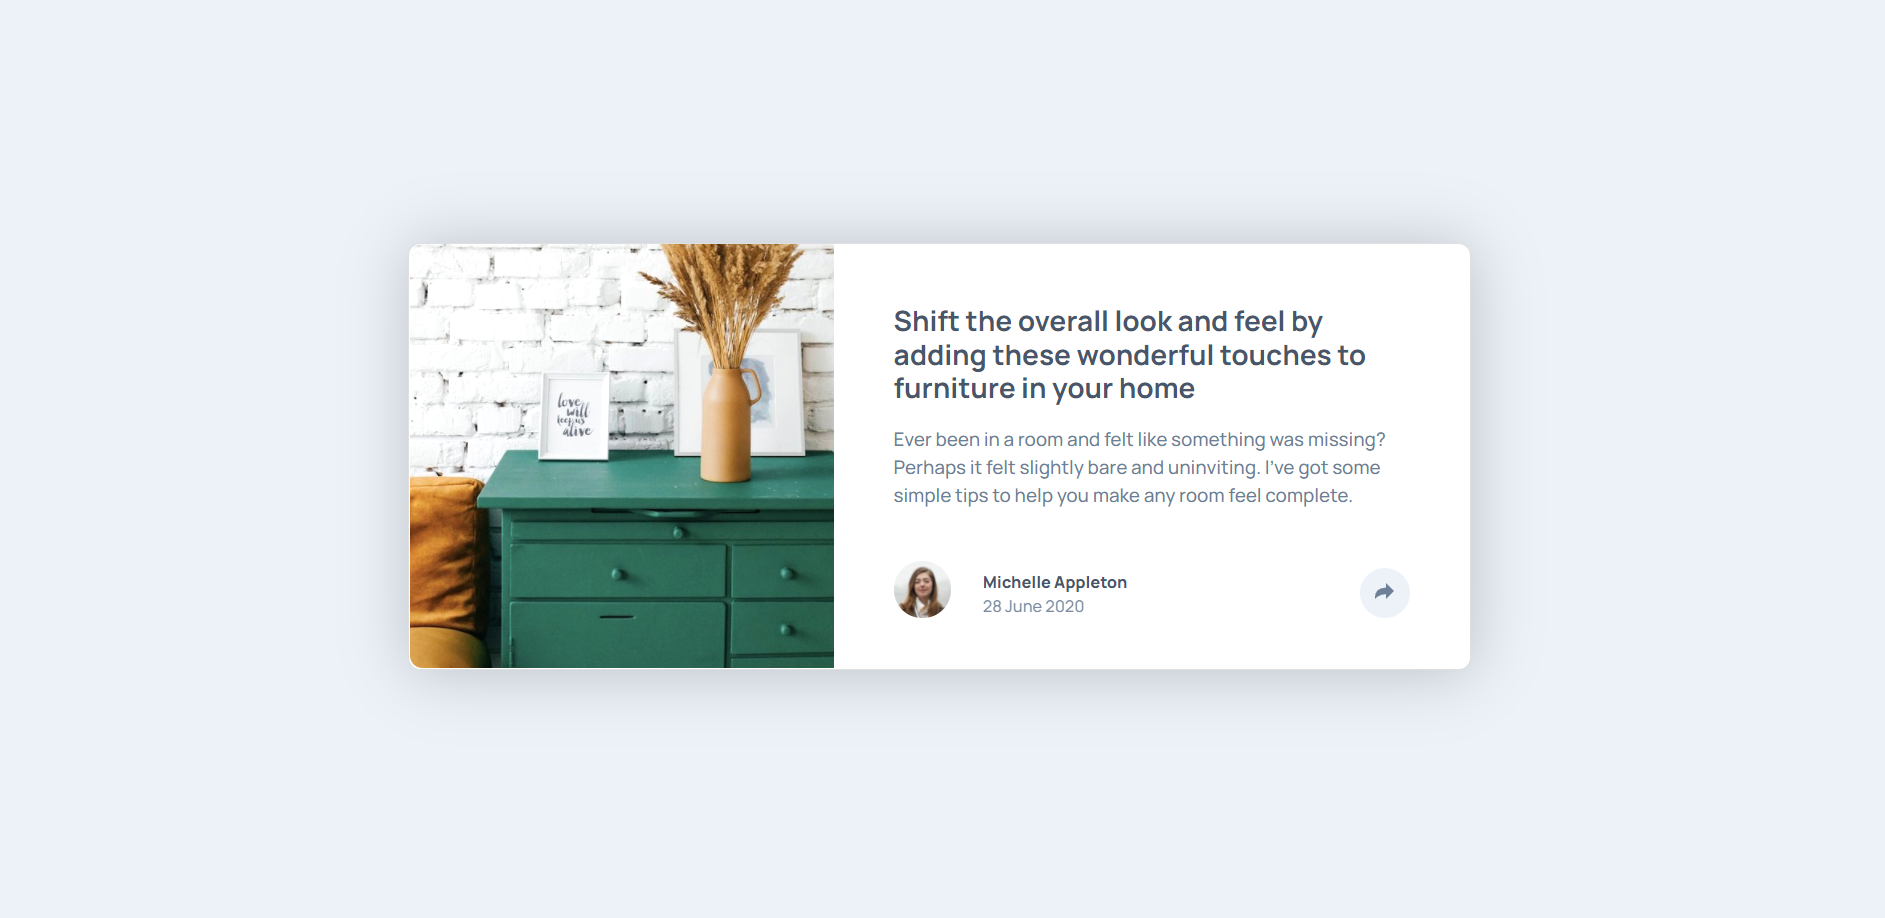 love
will
keep us
alive
Shift the overall look and feel by
adding these wonderful touches to
furniture in your home
Ever been in a room and felt like something was missing?
Perhaps it felt slightly bare and uninviting. I've got some
simple tips to help you make any room feel complete.
Michelle Appleton
28 June 2020